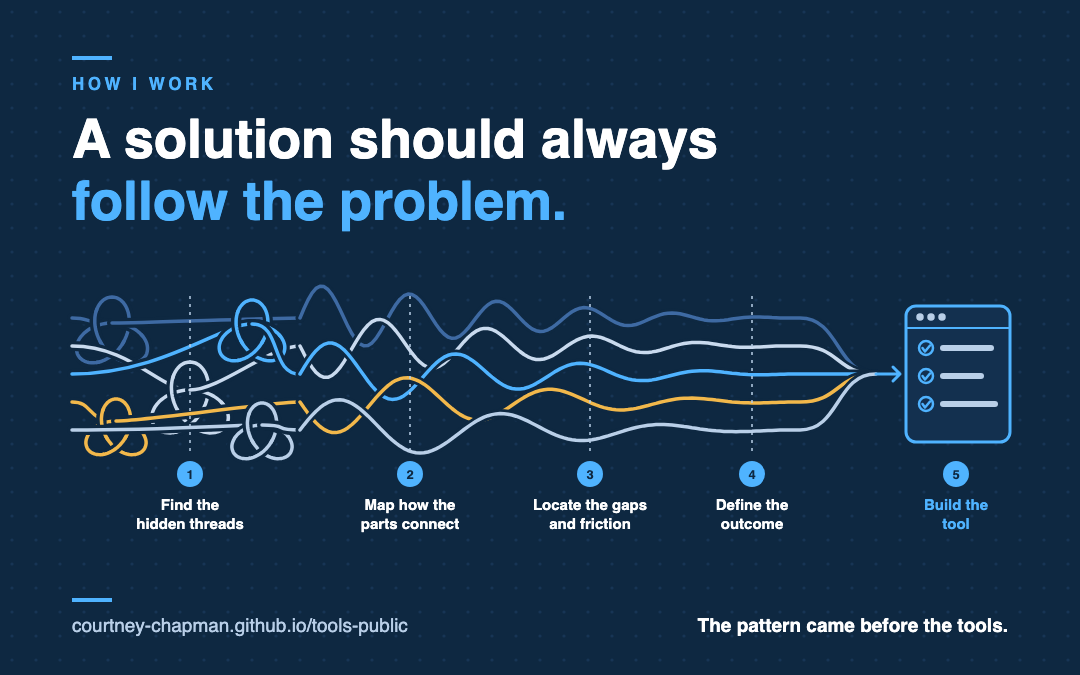 HOW I WORK
A solution should always
follow the problem.
1
Find the
hidden threads
2
Map how the
parts connect
3
Locate the gaps
and friction
4
Define the
outcome
5
Build the
tool
courtney-chapman.github.io/tools-public
The pattern came before the tools.